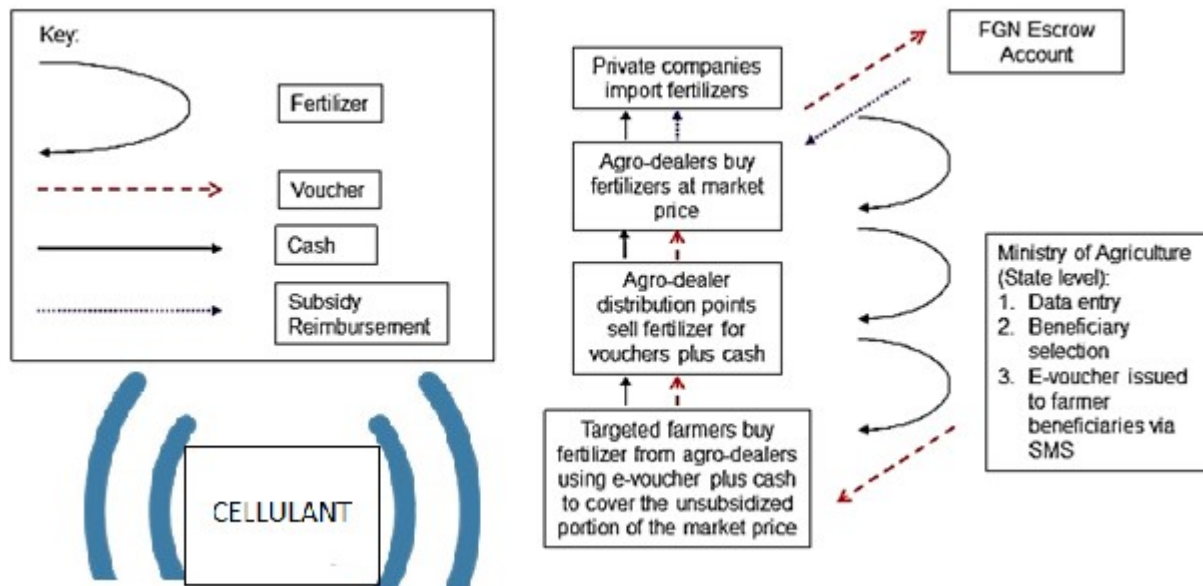 Key:
Fertilizer
Voucher
Cash
Subsidy
Reimbursement
CELLULANT
Private companies
import fertilizers
FGN Escrow
Account
Agro-dealers buy
fertilizers at market
price
Agro-dealer
distribution points
sell fertilizer for
vouchers plus cash
Targeted farmers buy
fertilizer from agro-dealers
using e-voucher plus cash
to cover the unsubsidized
portion of the market price
Ministry of Agriculture
(State level):
1. Data entry
2. Beneficiary
selection
3. E-voucher issued
to farmer
beneficiaries via
SMS